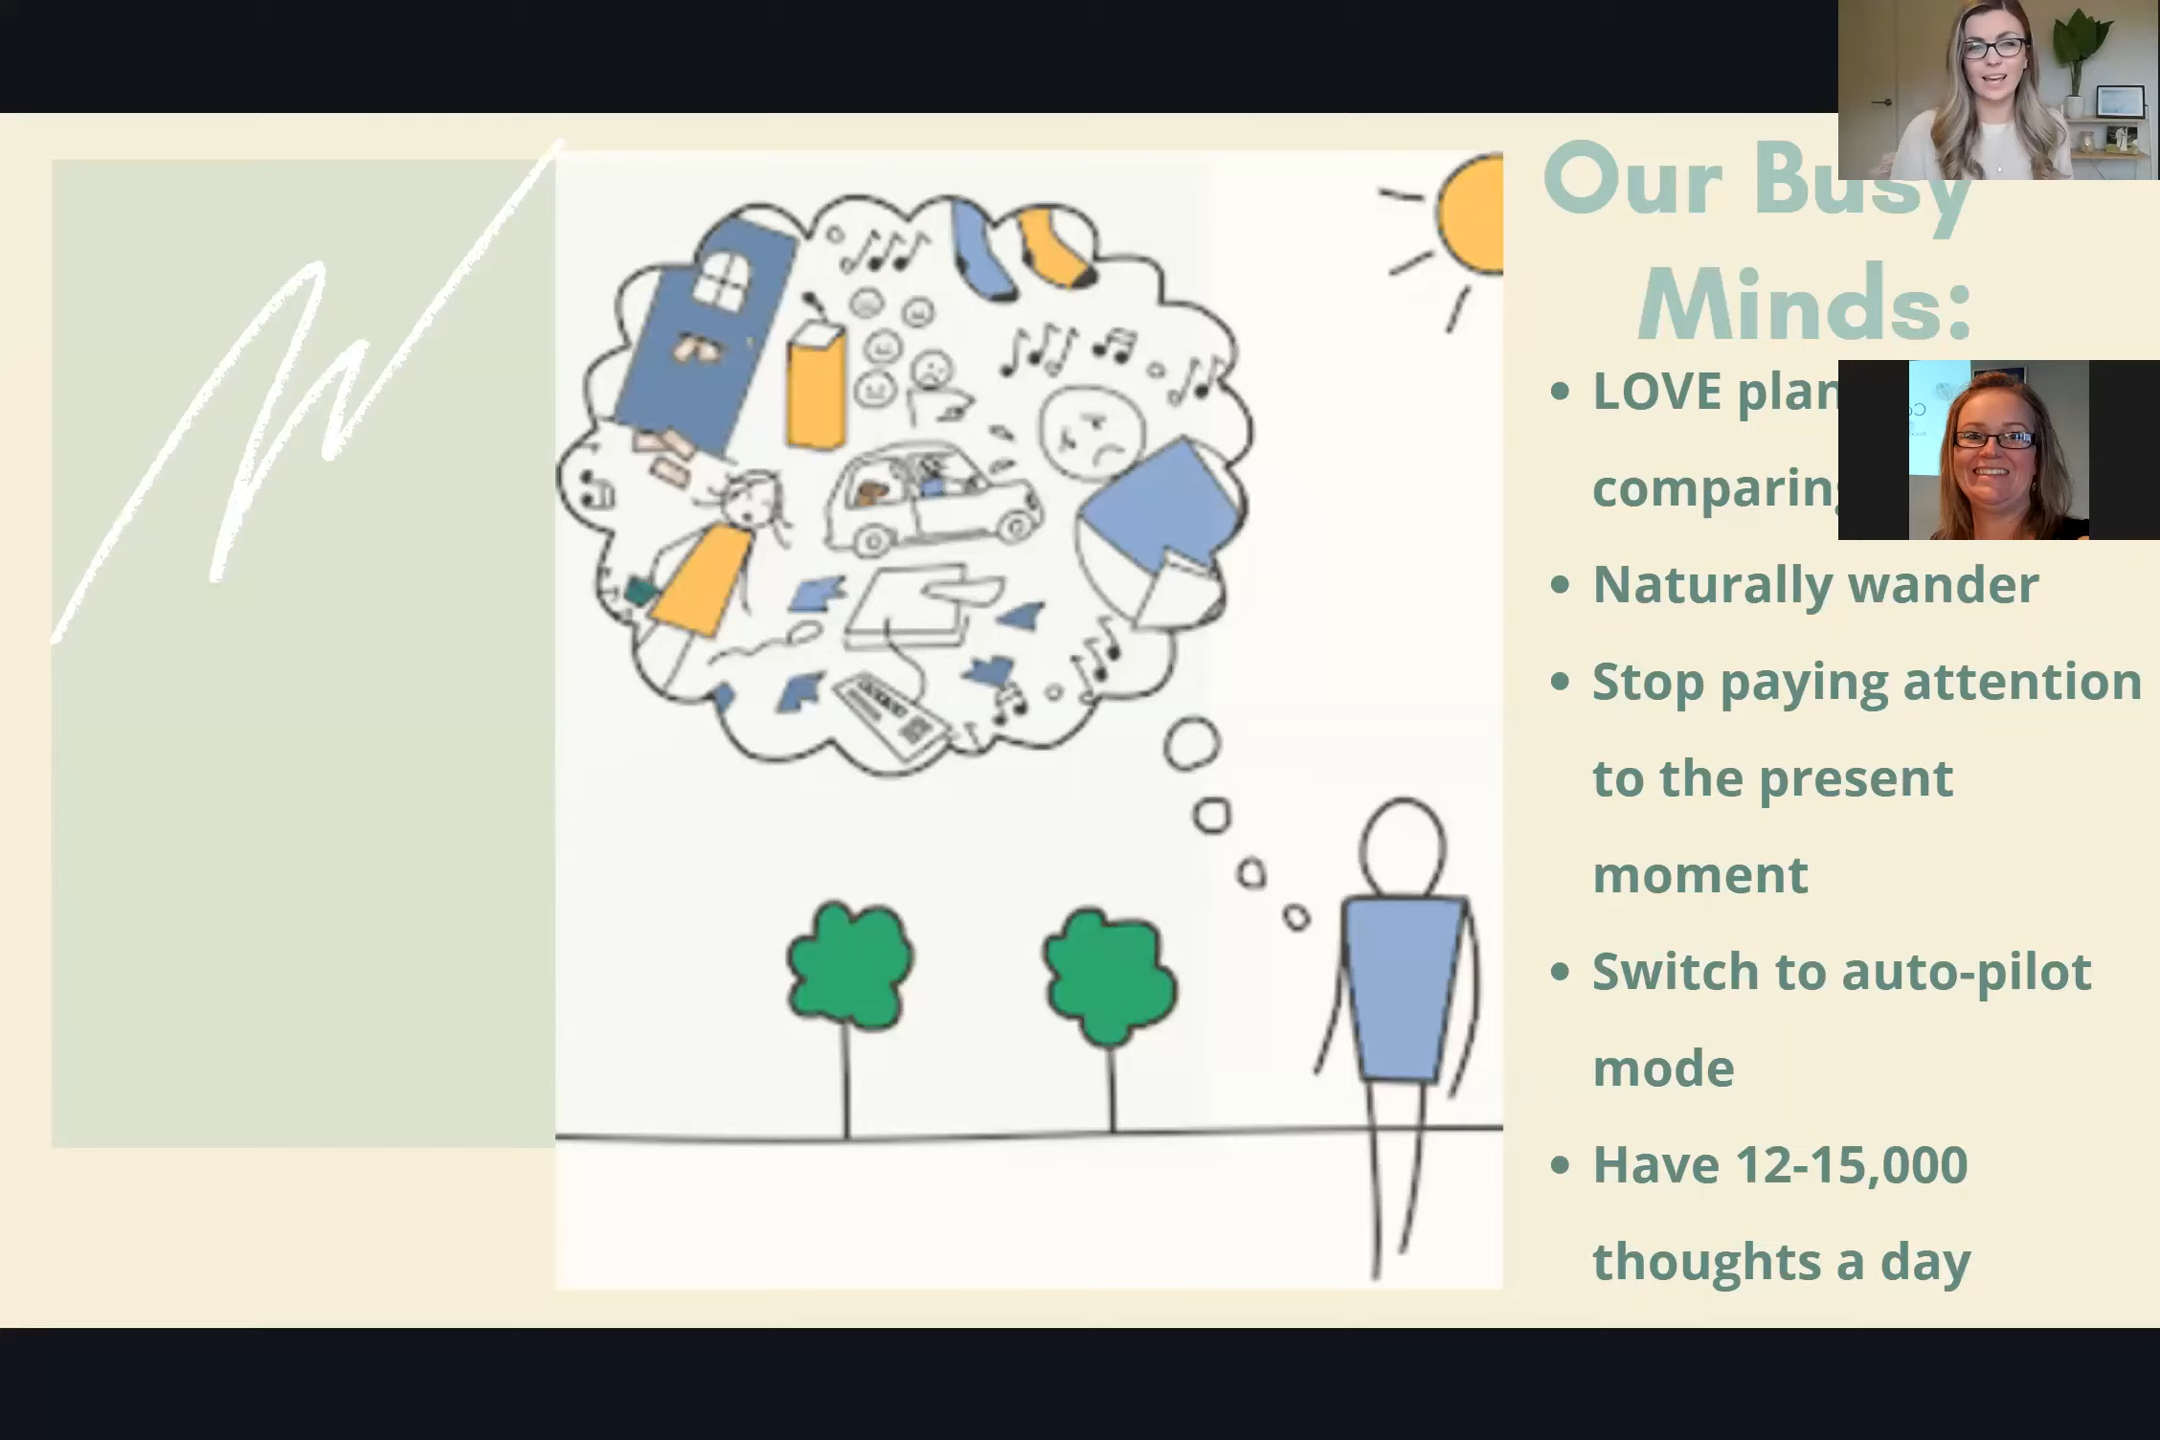 Our Busy
Minds:
• LOVE plan
comparin
• Naturally wander
• Stop paying attention
to the present
moment
• Switch to auto-pilot
mode
• Have 12-15,000
thoughts a day